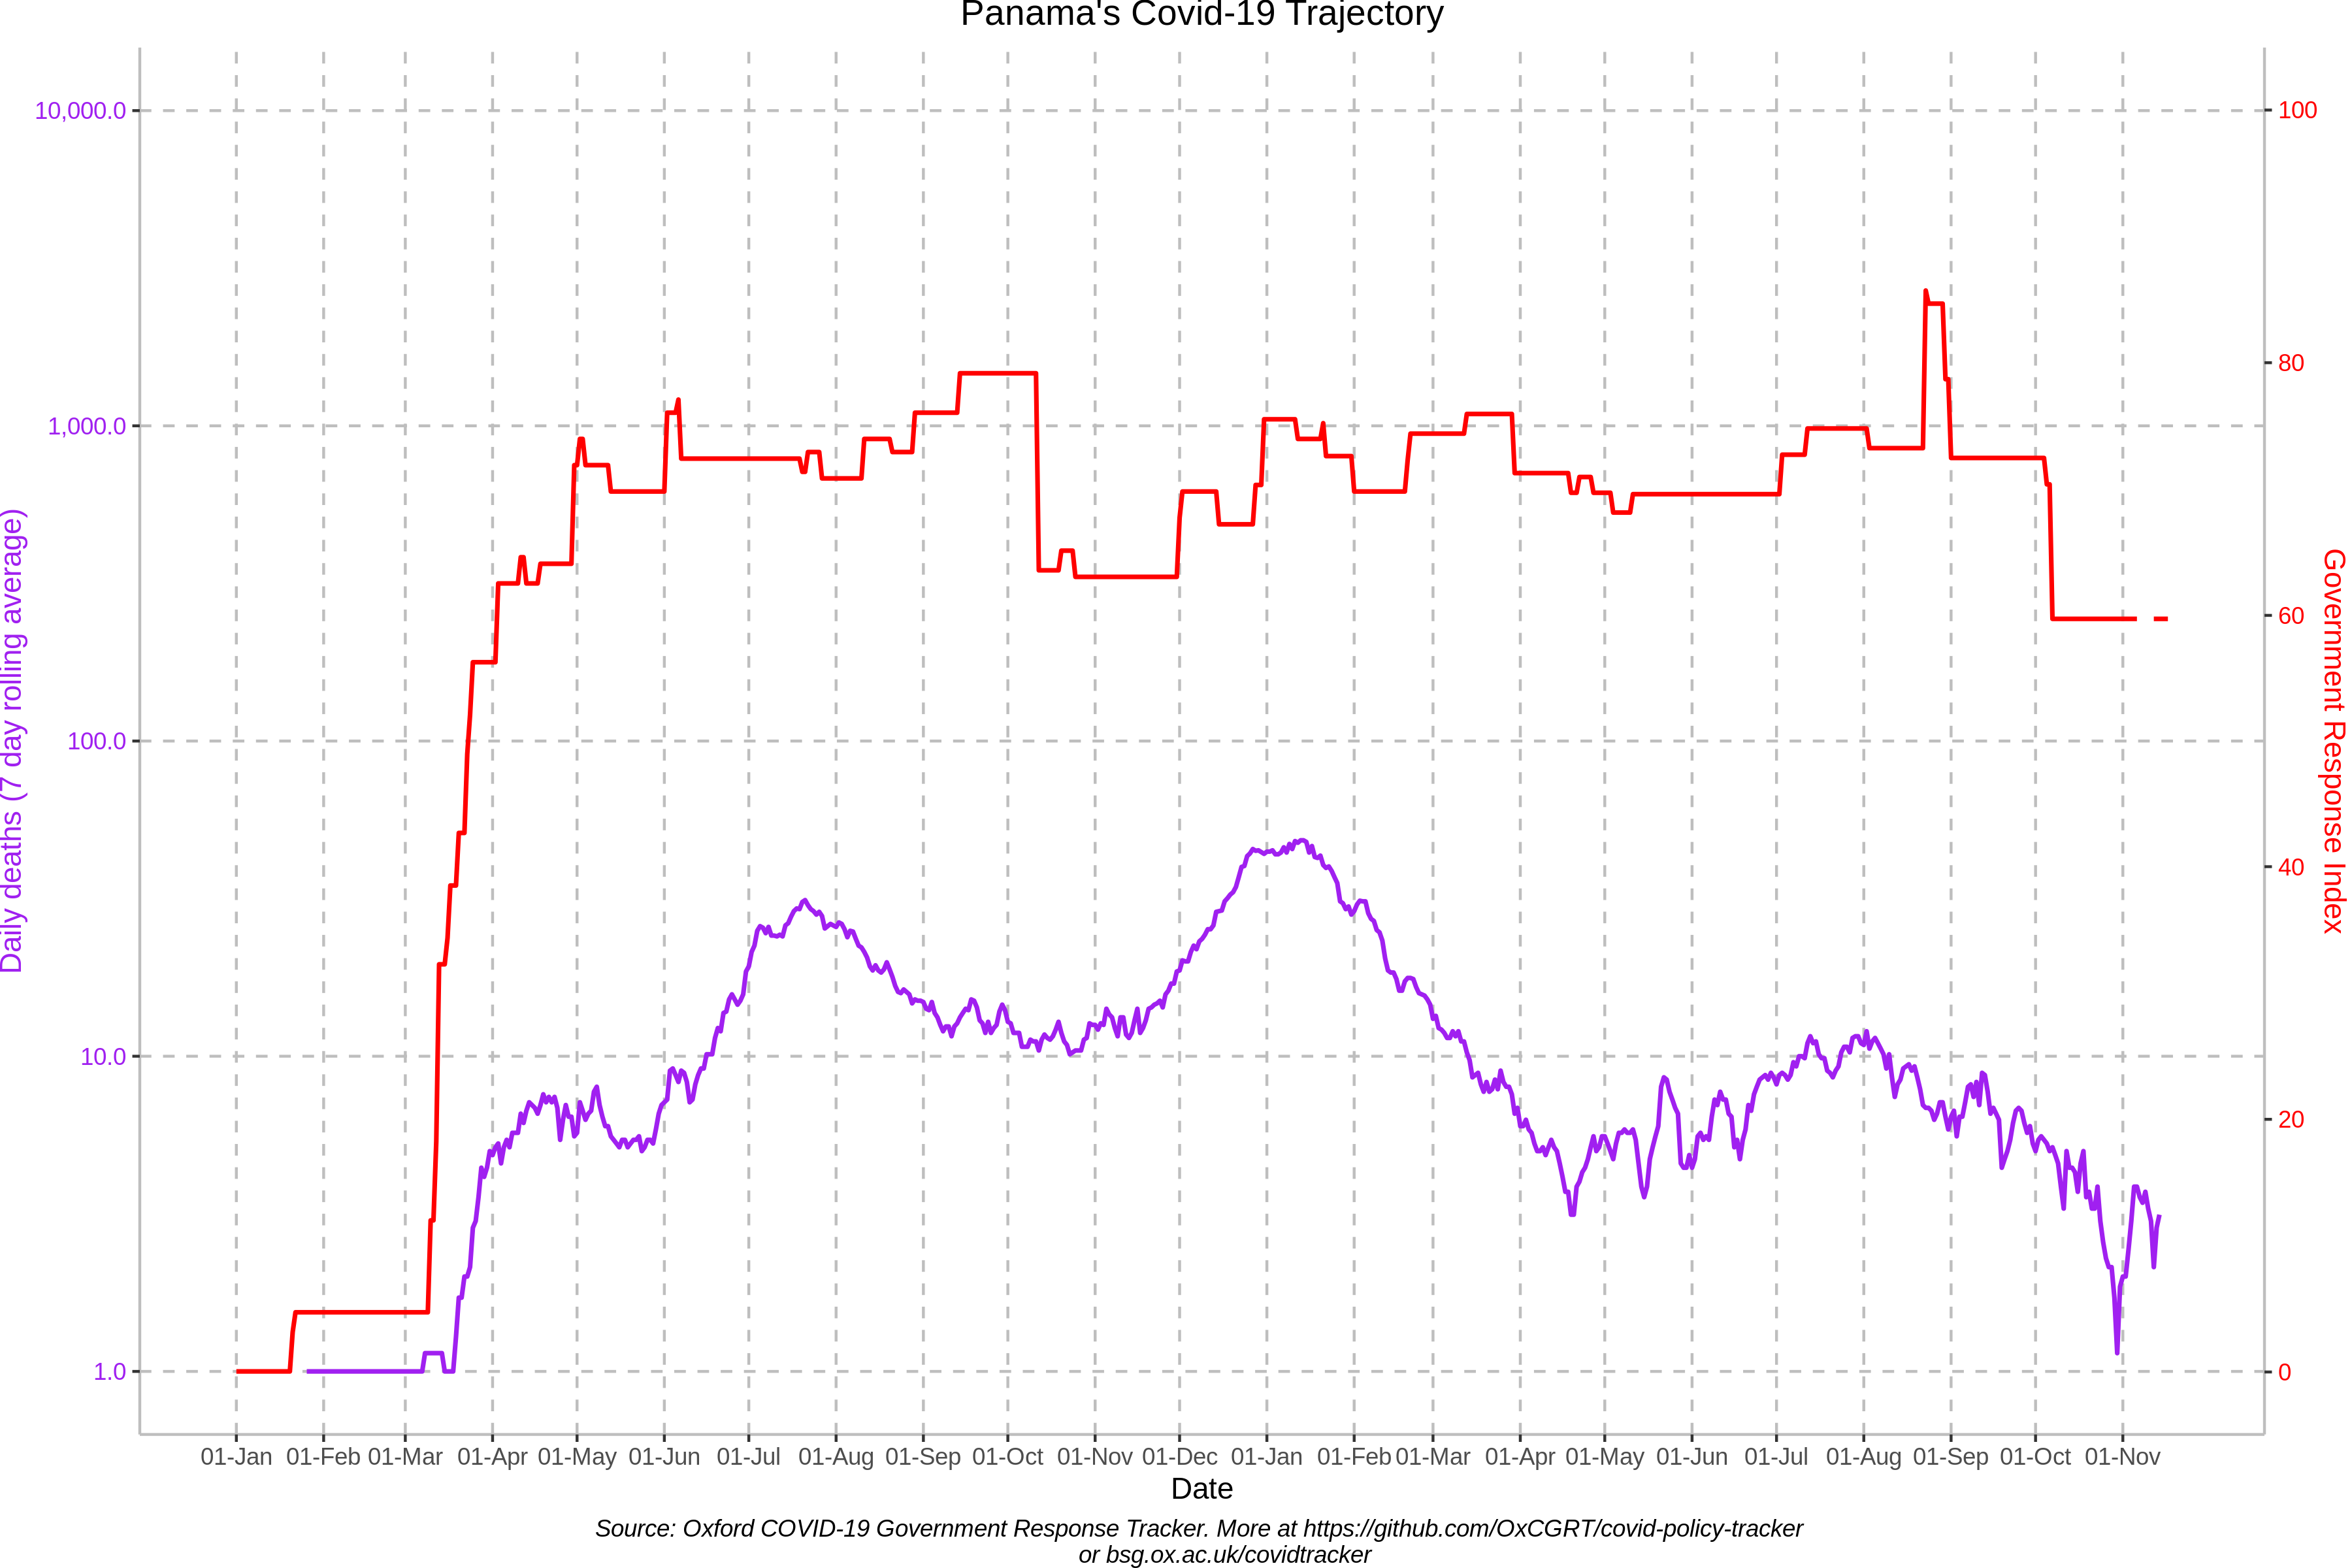 Panama's Covid-19 Trajectory
Daily deaths (7 day rolling average)
10,000.0
1,000.0
100.0
10.0
1.0
100
80
60
40
20
0
Government Response Index
01-Jan 01-Feb 01-Mar 01-Apr 01-May 01-Jun 01-Jul 01-Aug 01-Sep 01-Oct 01-Nov 01-Dec 01-Jan 01-Feb 01-Mar 01-Apr 01-May 01-Jun 01-Jul 01-Aug 01-Sep 01-Oct 01-Nov
Date
Source: Oxford COVID-19 Government Response Tracker. More at https://github.com/OxCGRT/covid-policy-tracker
or bsg.ox.ac.uk/covidtracker